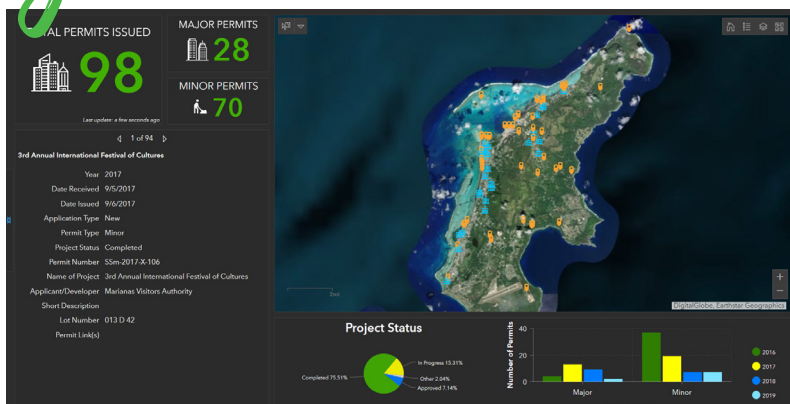 TOTAL PERMITS ISSUED
98
Last update: a few seconds ago
MAJOR PERMITS
28
MINOR PERMITS
70
1 of 94
3rd Annual International Festival of Cultures
Year 2017
Date Received 9/5/2017
Date Issued 9/6/2017
Application Type New
Permit Type Minor
Project Status Completed
Permit Number SSm-2017-X-106
Name of Project 3rd Annual International Festival of Cultures
Applicant/Developer Marianas Visitors Authority
Short Description
Lot Number 013 D 42
Permit Link(s)
DigitalGlobe, Earthstar Geographics
Project Status
In Progress 15.31%
Completed 75.51%
Other 2.04%
Approved 7.14%
Number of Permits
40
20
0
Major
Minor
2016
2017
2018
2019